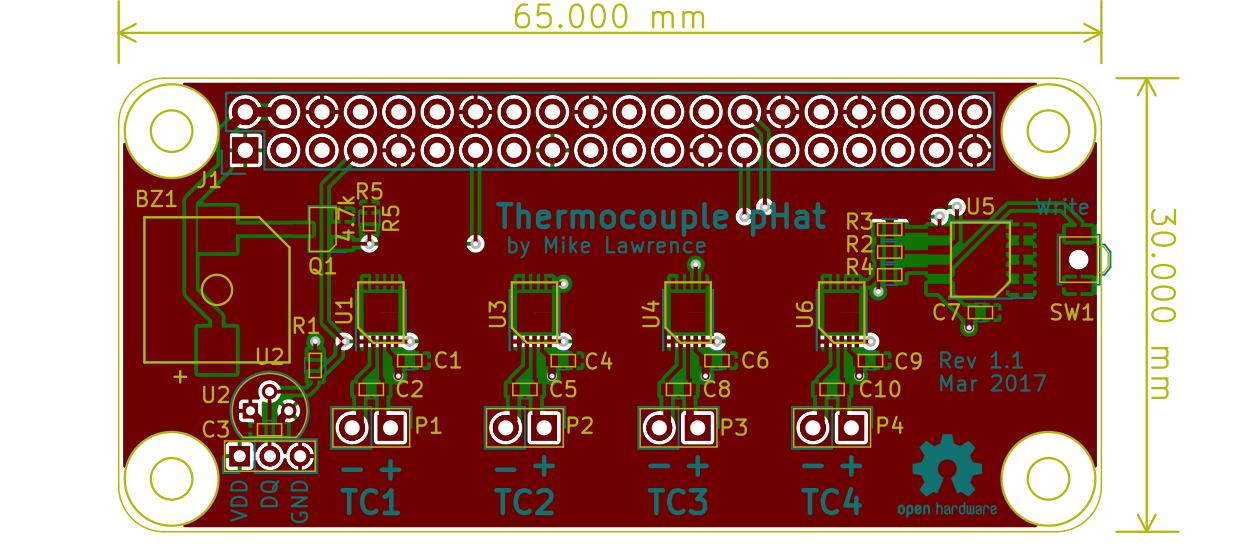 65.000 mm
J1
BZ1
R5
4.7k
R5
Thermocouple pHat
by Mike Lawrence
R3
R2
R4
U5
Write
30.000 mm
Q1
U1
U3
U4
U6
C7
SW1
R1
U2
+
C1
C4
C6
C9
Rev 1.1
Mar 2017
U2
C2
C5
C8
C10
C3
P1
P2
P3
P4
VDD
DQ
GND
- +
- +
- +
- +
TC1
TC2
TC3
TC4
open hardware